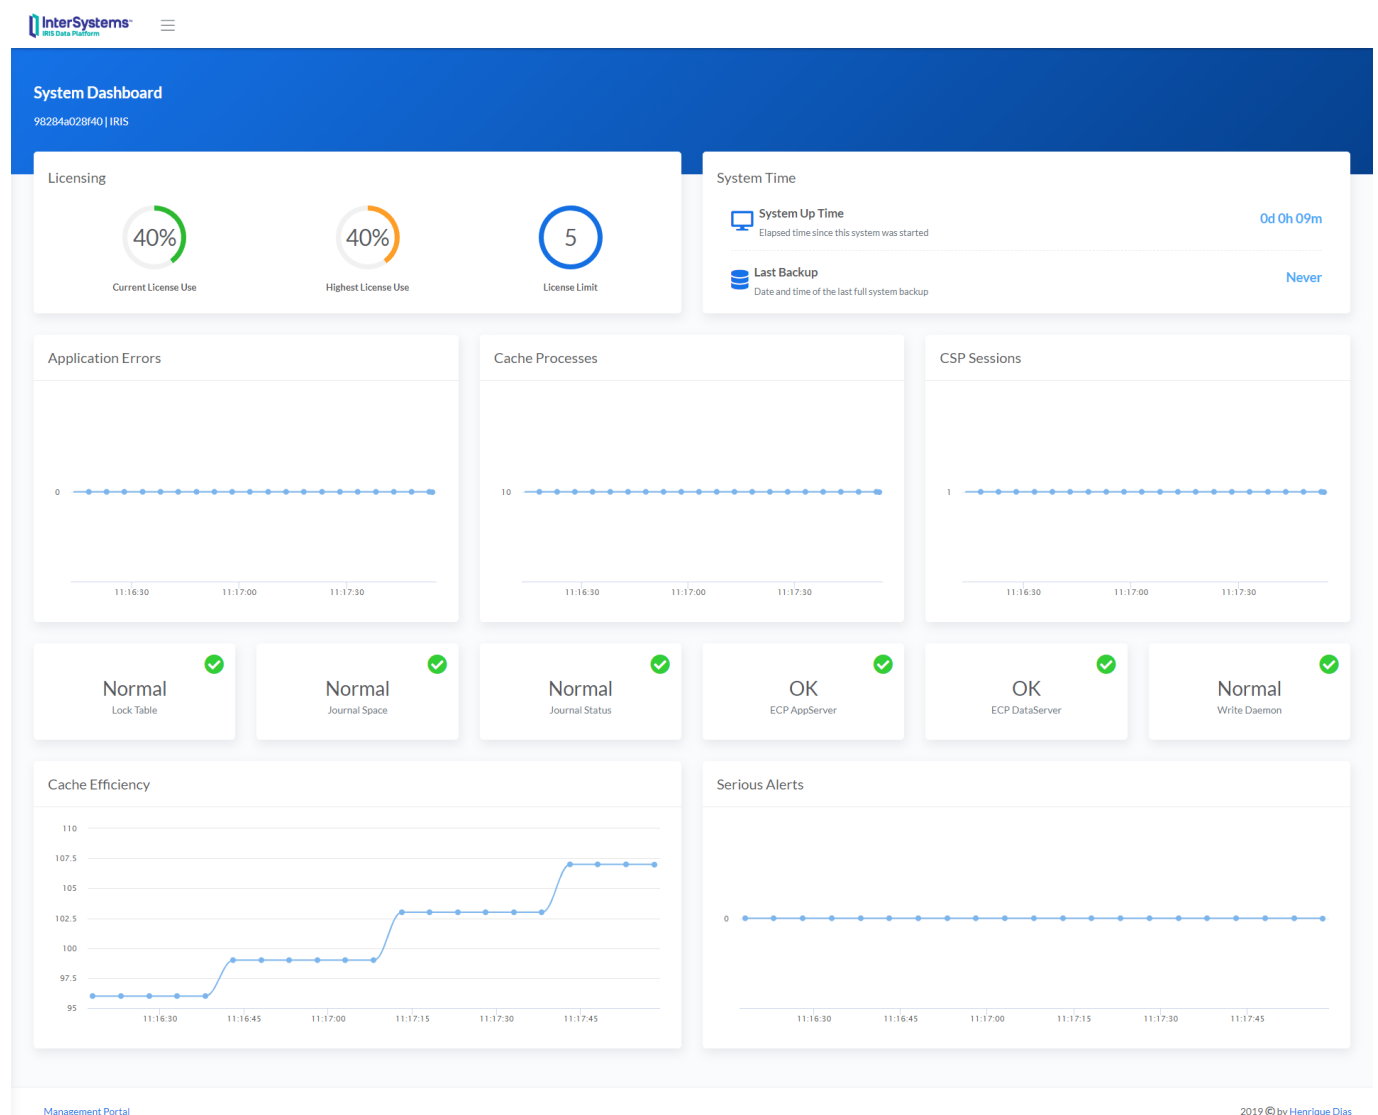 InterSystems™
IRIS Data Platform
System Dashboard
98284a028f40 | IRIS
Licensing
40%
40%
5
Current License Use
Highest License Use
License Limit
System Time
System Up Time
0d 0h 09m
Elapsed time since this system was started
Last Backup
Never
Date and time of the last full system backup
Application Errors
0
11:16:30 11:17:00 11:17:30
Cache Processes
10
11:16:30 11:17:00 11:17:30
CSP Sessions
1
11:16:30 11:17:00 11:17:30
Normal
Lock Table
Normal
Journal Space
Normal
Journal Status
OK
ECP AppServer
OK
ECP DataServer
Normal
Write Daemon
Cache Efficiency
110
107.5
105
102.5
100
97.5
95
11:16:30 11:16:45 11:17:00 11:17:15 11:17:30 11:17:45
Serious Alerts
0
11:16:30 11:16:45 11:17:00 11:17:15 11:17:30 11:17:45
Management Portal
2019 © by Henrique Dias